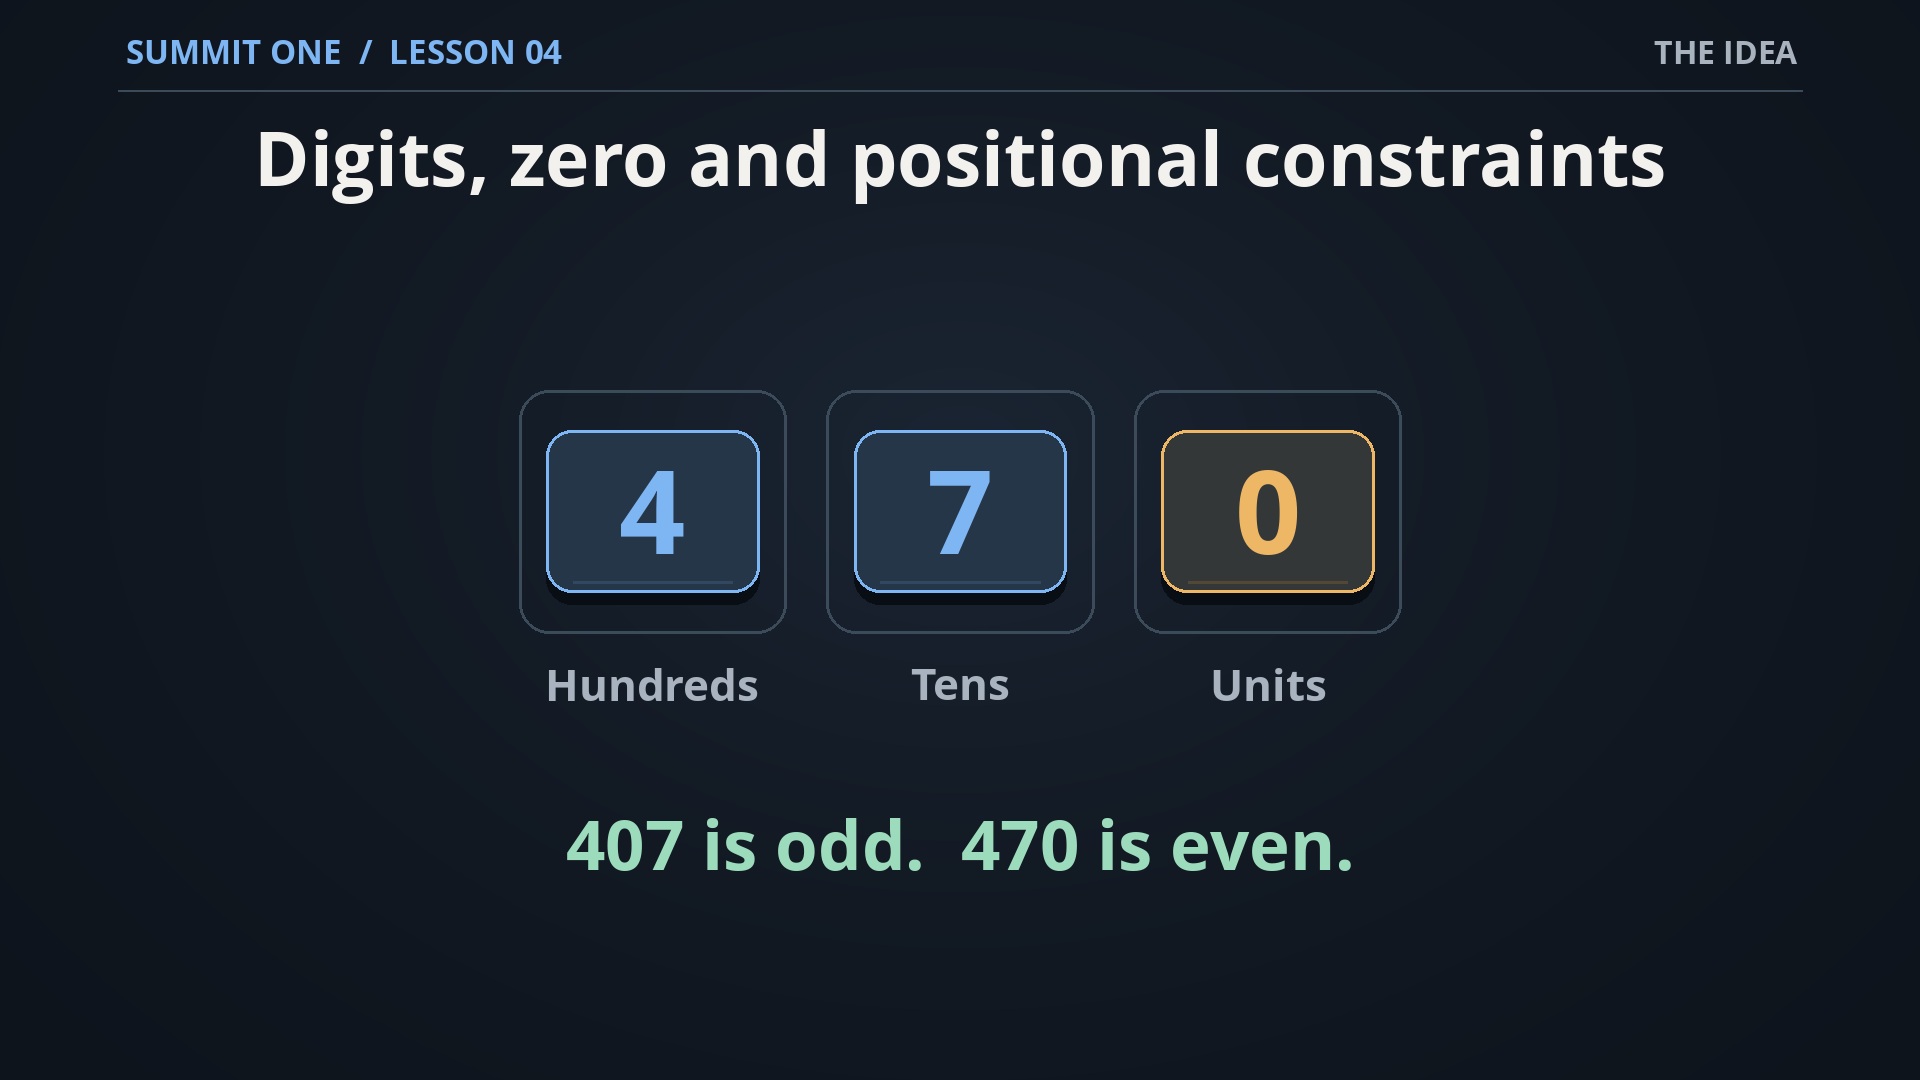 SUMMIT ONE / LESSON 04
THE IDEA
Digits, zero and positional constraints
4 7 0
Hundreds Tens Units
407 is odd. 470 is even.